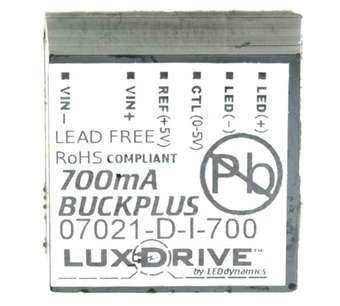 VIN–
VIN+
REF(+5V)
CTL(0-5V)
LED(–)
LED(+)
LEAD FREE
RoHS COMPLIANT
Pb
700mA
BUCKPLUS
07021-D-I-700
LUXDRIVE™
by LEDdynamics